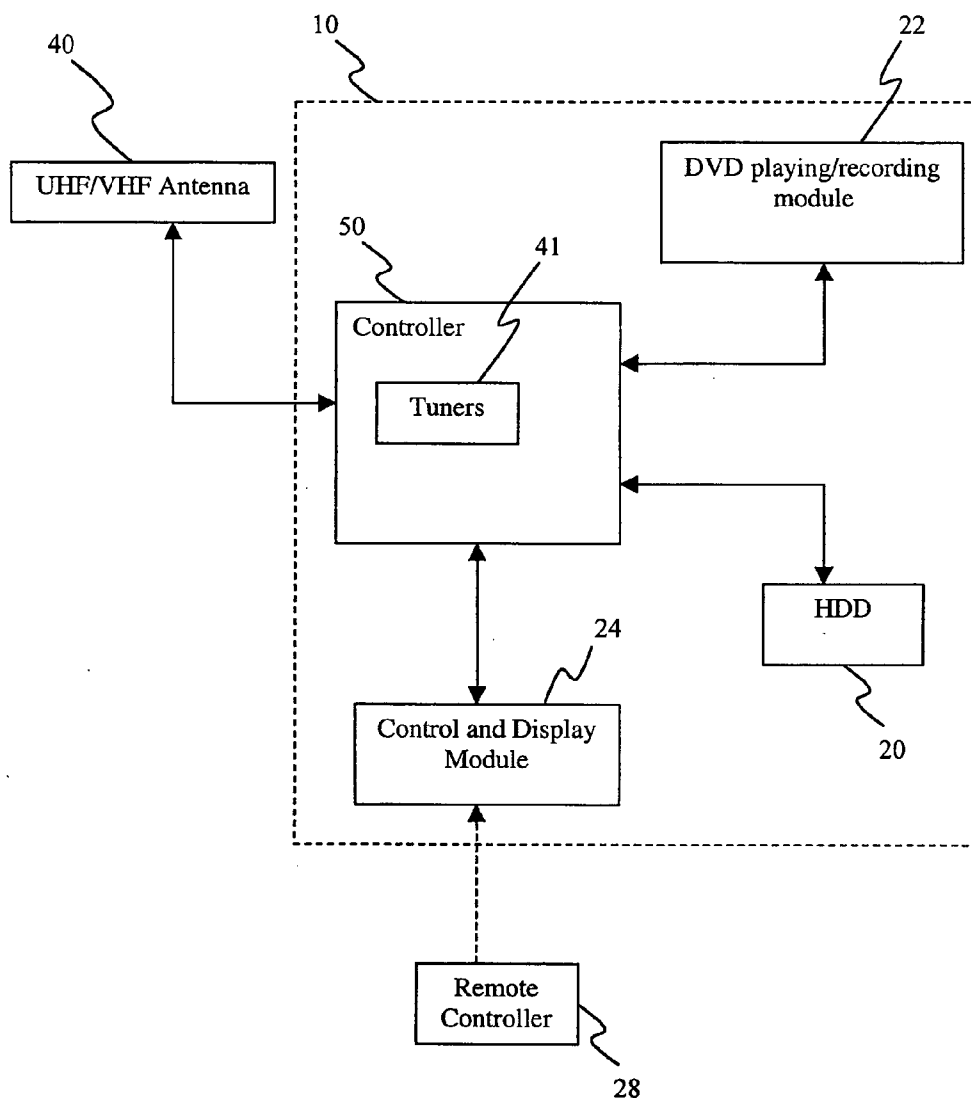 10
22
40
UHF/VHF Antenna
DVD playing/recording
module
50
41
Controller
Tuners
HDD
24
Control and Display
Module
20
Remote
Controller
28